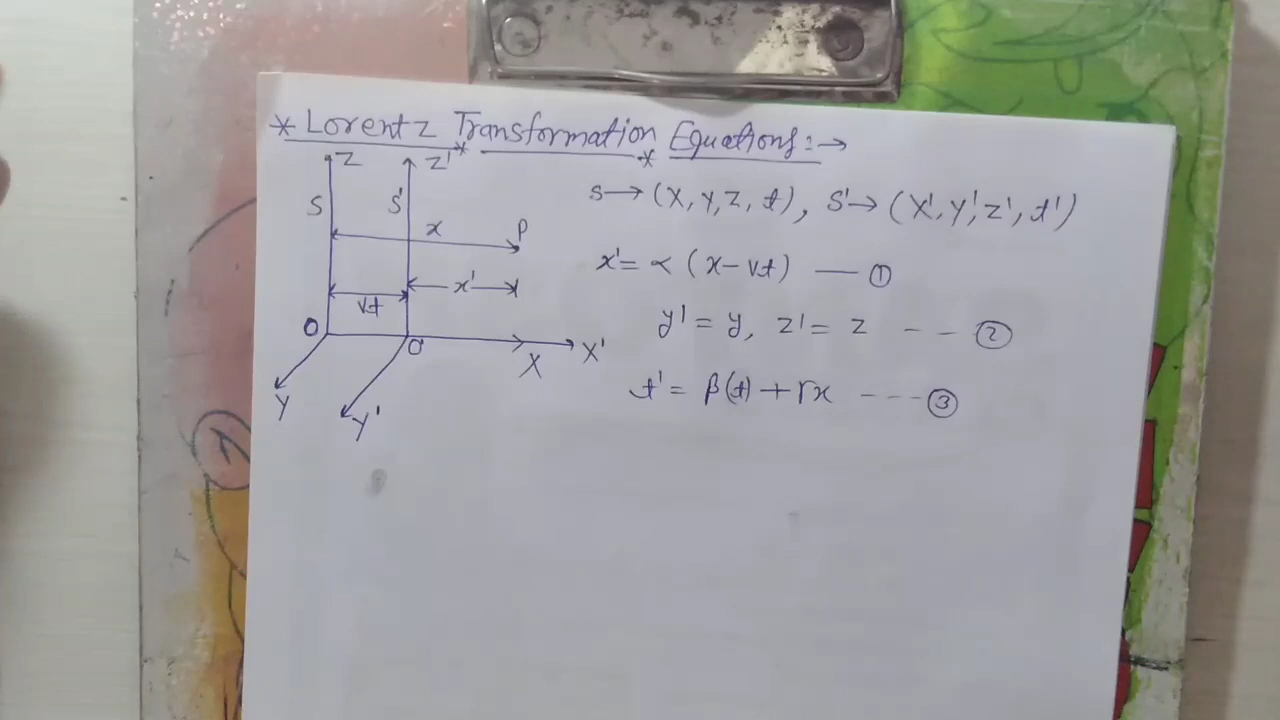 * Lorentz Transformation Equations :→
Z Z'
S S'
x P
x'
vt
O O'
X X'
Y Y'
S → (X, Y, Z, t), S' → (X', Y', Z', t')
x' = α (x - vt) — ①
y' = y, z' = z - - ②
t' = β(t) + γx - - - ③